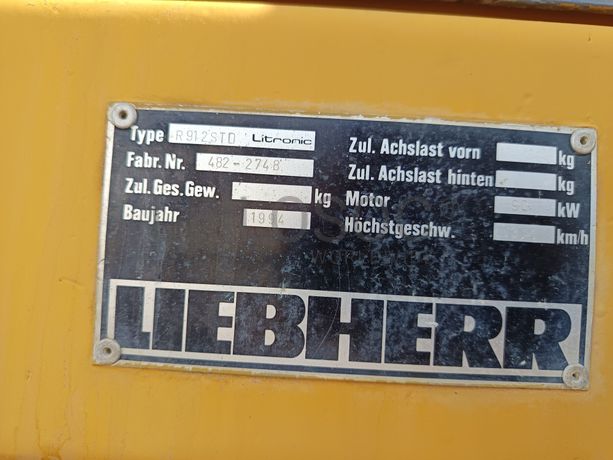 Type R912STD Litronic
Fabr. Nr. 482-2748
Zul. Ges. Gew. kg
Baujahr 1994
Zul. Achslast vorn kg
Zul. Achslast hinten kg
Motor kW
Höchstgeschw. km/h
LIEBHERR